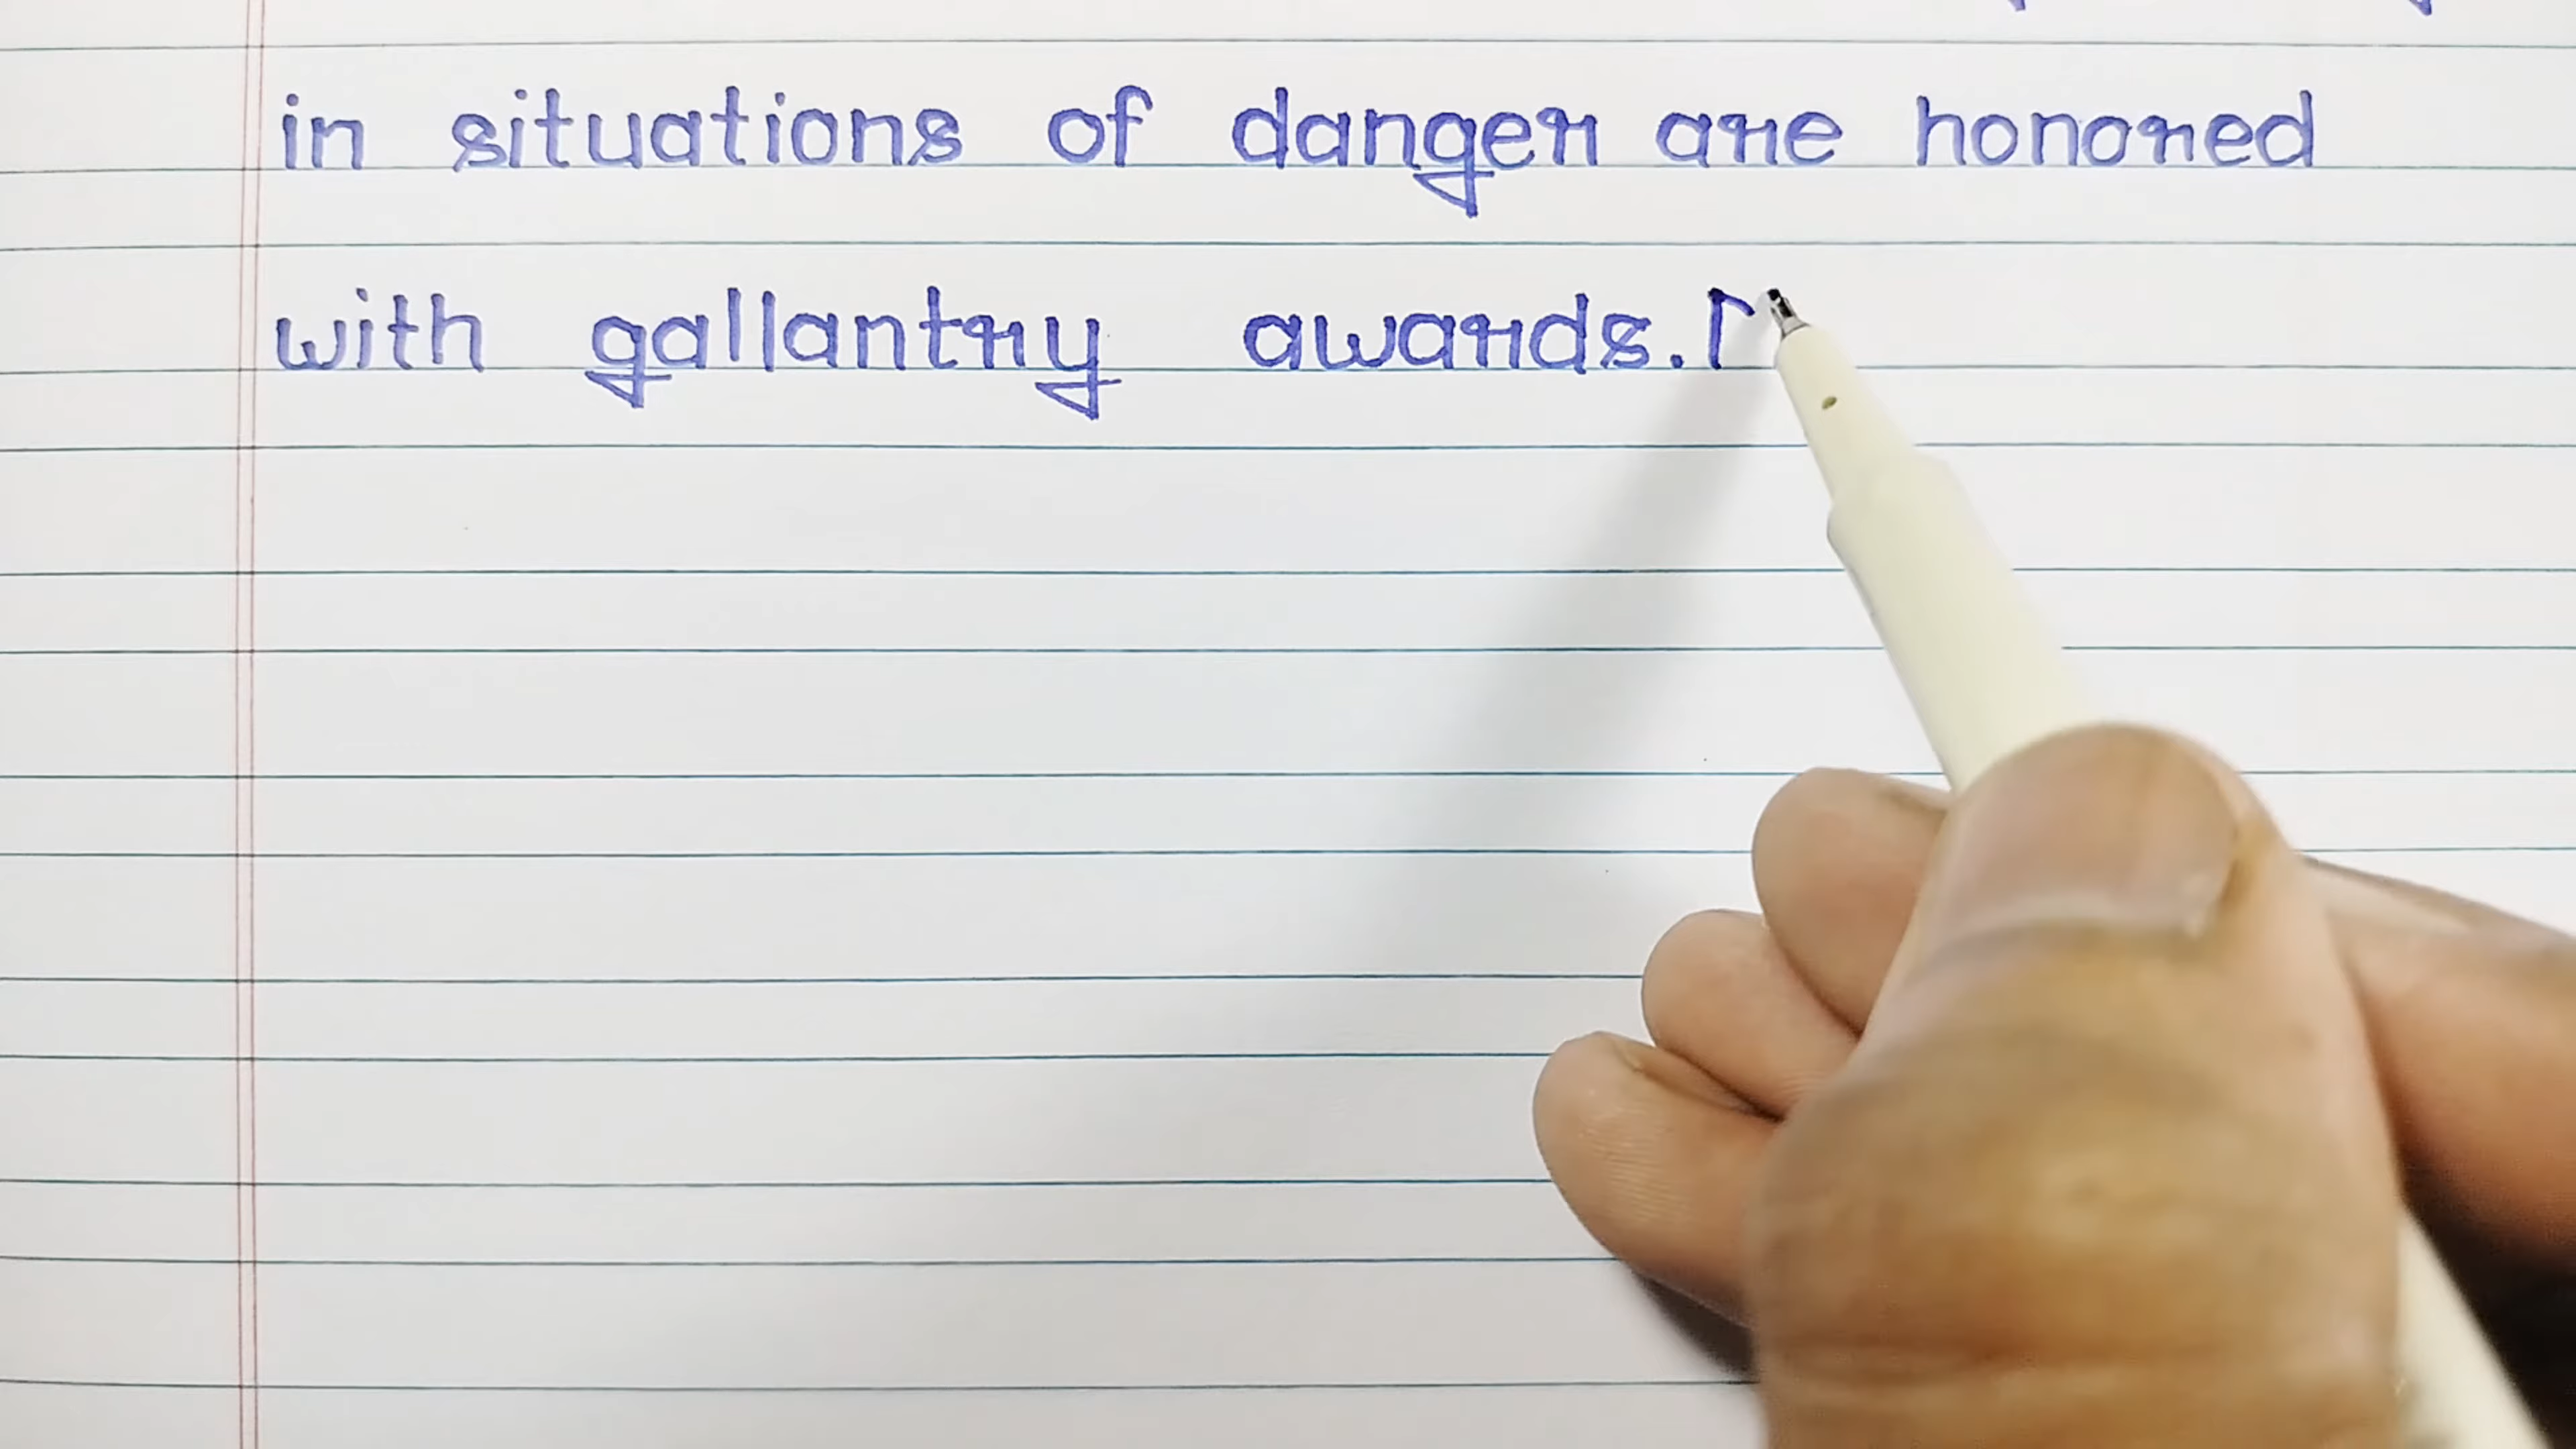 in situations of danger are honored
with gallantry awards.